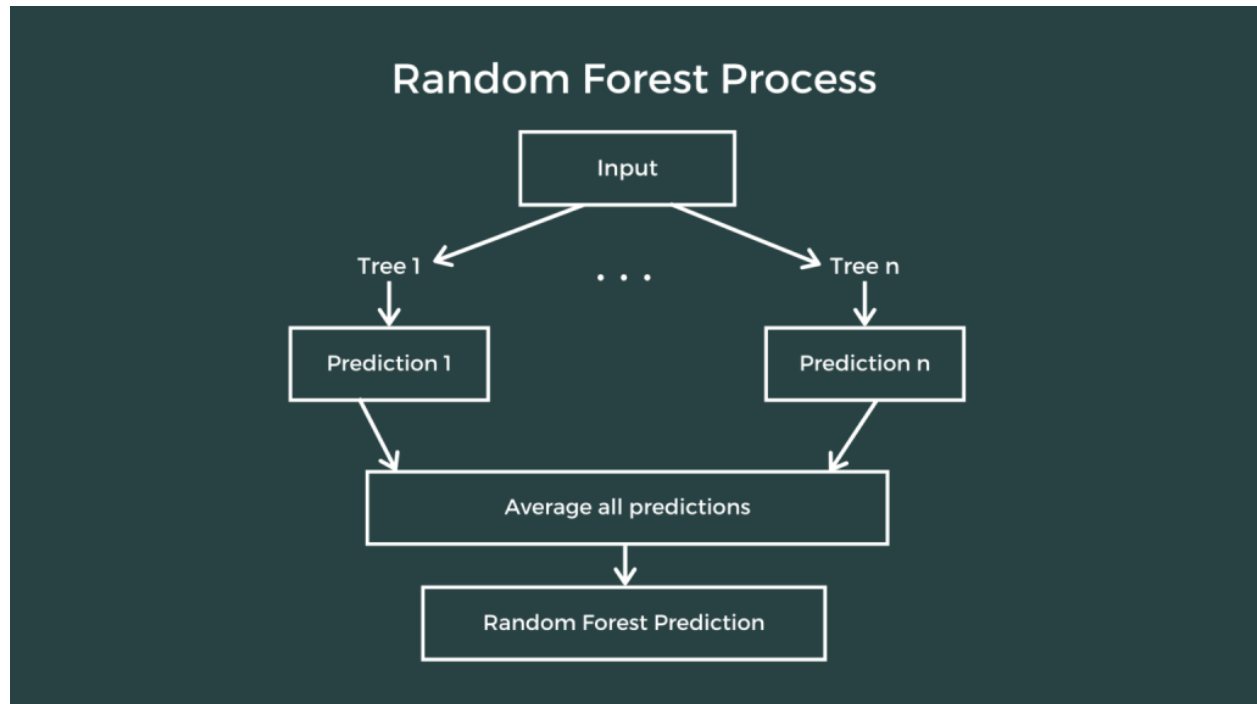 Random Forest Process
Input
Tree 1
. . .
Tree n
Prediction 1
Prediction n
Average all predictions
Random Forest Prediction